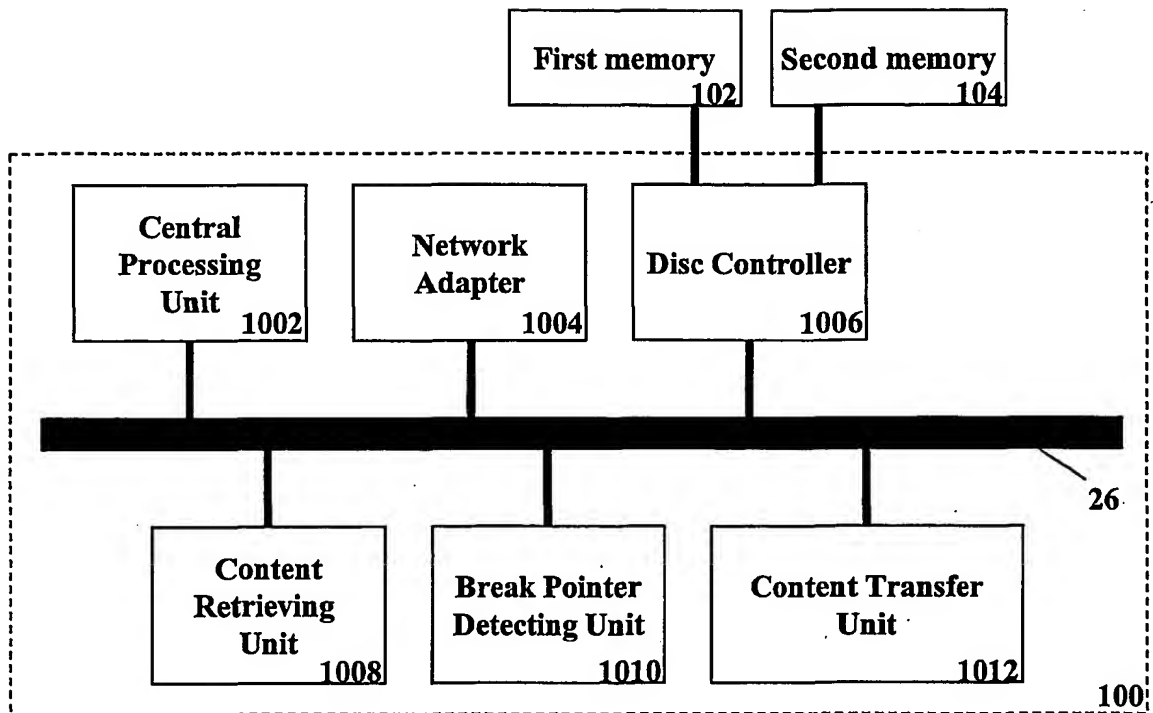 First memory
102
Second memory
104
Central
Processing
Unit
1002
Network
Adapter
1004
Disc Controller
1006
26
Content
Retrieving
Unit
1008
Break Pointer
Detecting Unit
1010
Content Transfer
Unit
1012
100